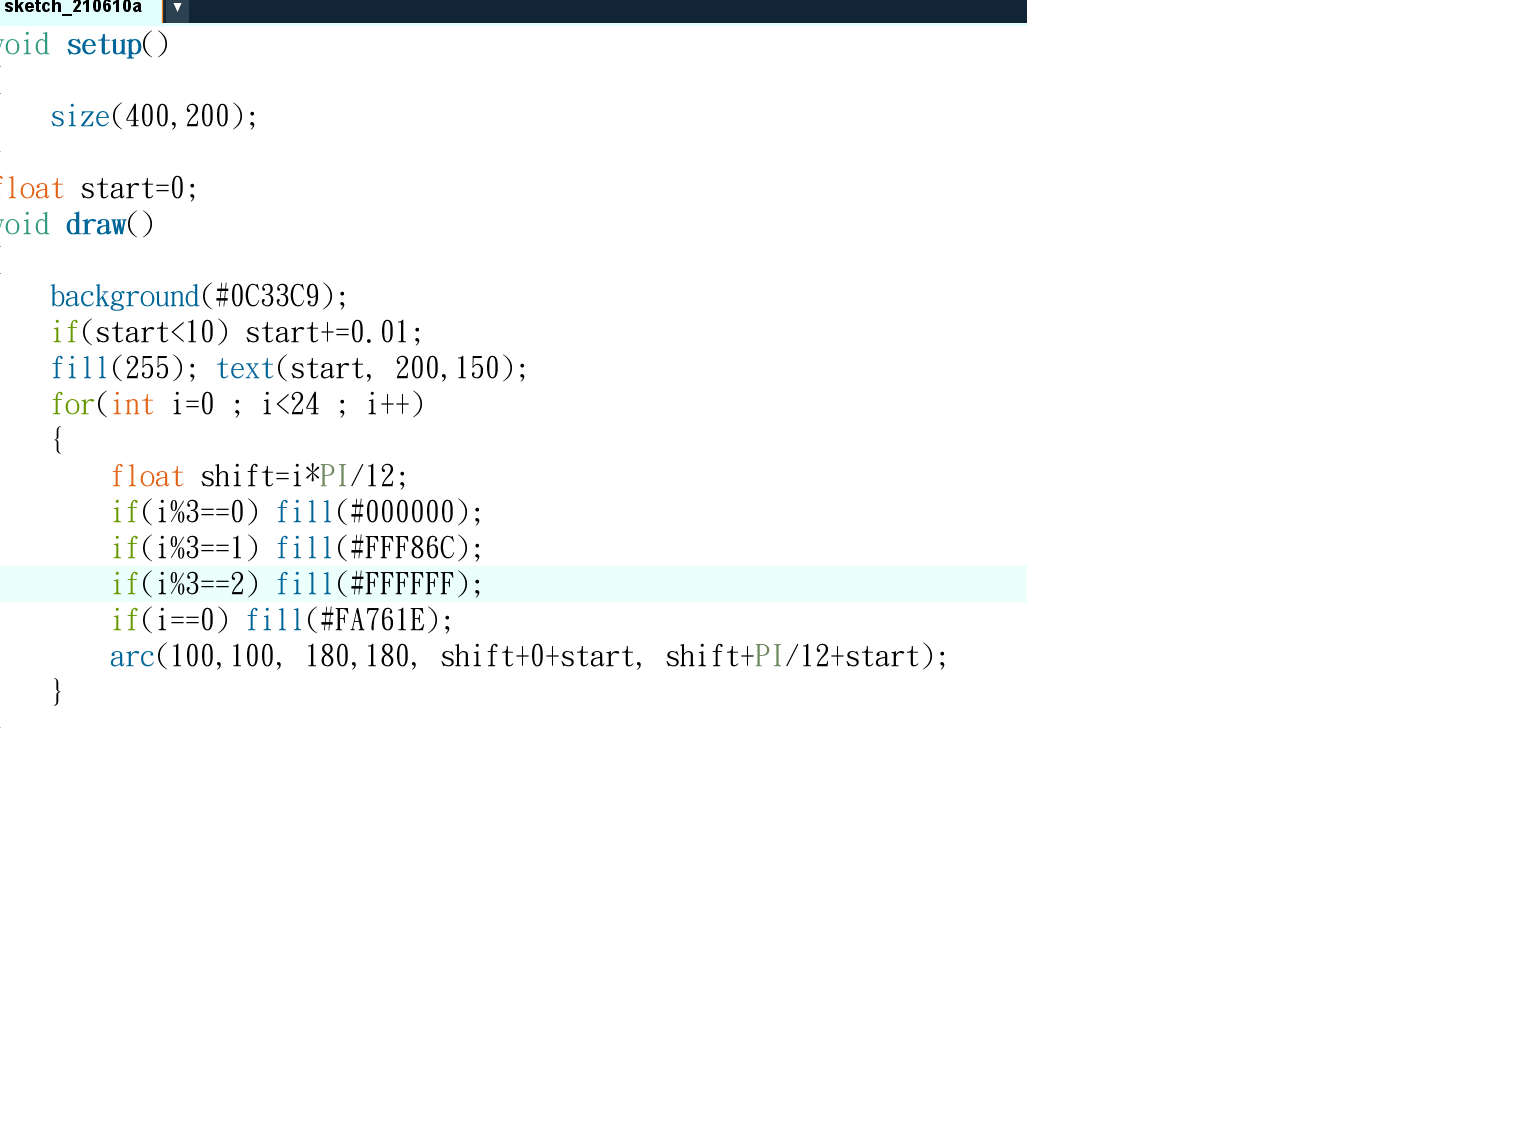 sketch_210610a ▼
void setup()
size(400,200);
float start=0;
void draw()
background(#0C33C9);
if(start<10) start+=0.01;
fill(255); text(start, 200,150);
for(int i=0 ; i<24 ; i++)
{
float shift=i*PI/12;
if(i%3==0) fill(#000000);
if(i%3==1) fill(#FFF86C);
if(i%3==2) fill(#FFFFFF);
if(i==0) fill(#FA761E);
arc(100,100, 180,180, shift+0+start, shift+PI/12+start);
}